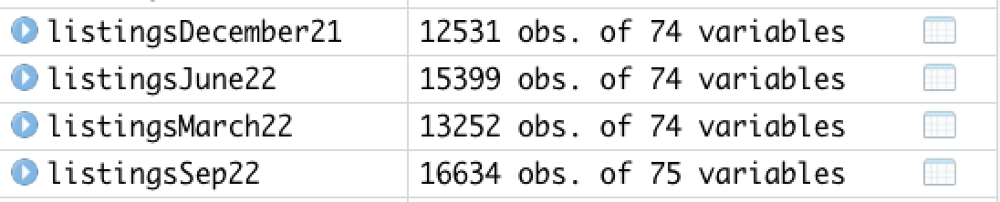 listingsDecember21 12531 obs. of 74 variables
listingsJune22 15399 obs. of 74 variables
listingsMarch22 13252 obs. of 74 variables
listingsSep22 16634 obs. of 75 variables